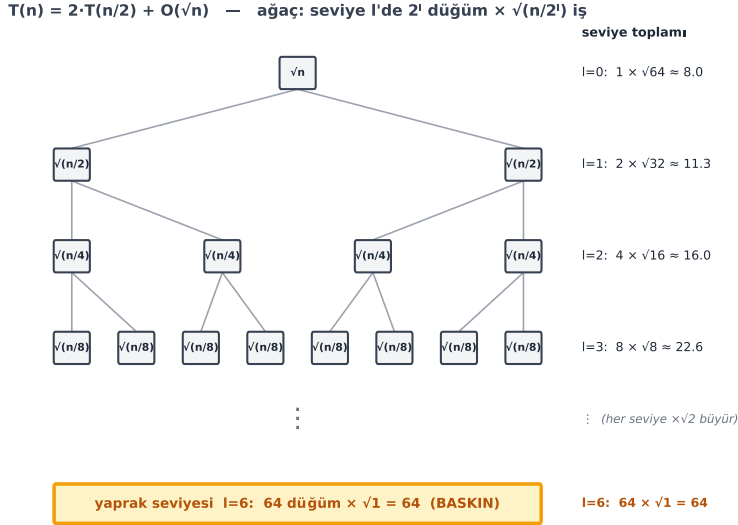 T(n) = 2·T(n/2) + O(√n) — ağaç: seviye l'de 2ˡ düğüm × √(n/2ˡ) iş
seviye toplamı
√n
l=0: 1 × √64 ≈ 8.0
√(n/2) √(n/2)
l=1: 2 × √32 ≈ 11.3
√(n/4) √(n/4) √(n/4) √(n/4)
l=2: 4 × √16 ≈ 16.0
√(n/8) √(n/8) √(n/8) √(n/8) √(n/8) √(n/8) √(n/8) √(n/8)
l=3: 8 × √8 ≈ 22.6
⋮
⋮ (her seviye ×√2 büyür)
yaprak seviyesi l=6: 64 düğüm × √1 = 64 (BASKIN)
l=6: 64 × √1 = 64